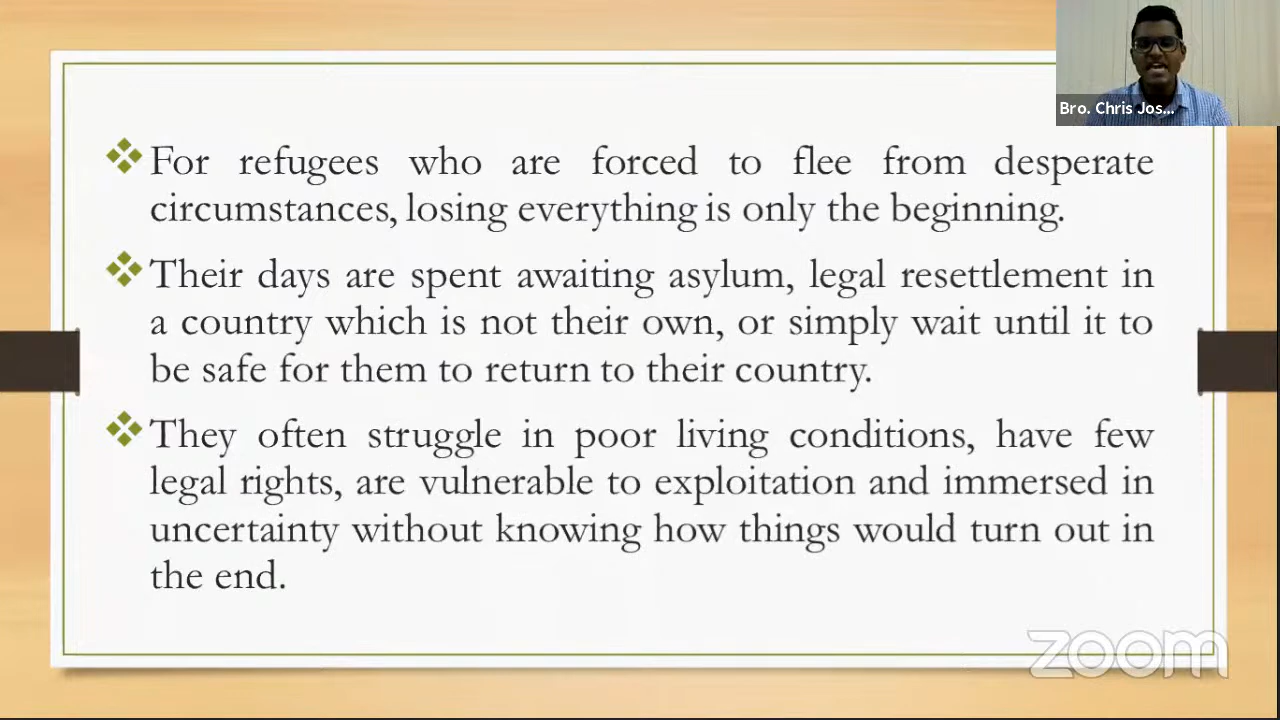 Bro. Chris Jos...
For refugees who are forced to flee from desperate
circumstances, losing everything is only the beginning.
Their days are spent awaiting asylum, legal resettlement in
a country which is not their own, or simply wait until it to
be safe for them to return to their country.
They often struggle in poor living conditions, have few
legal rights, are vulnerable to exploitation and immersed in
uncertainty without knowing how things would turn out in
the end.
zoom